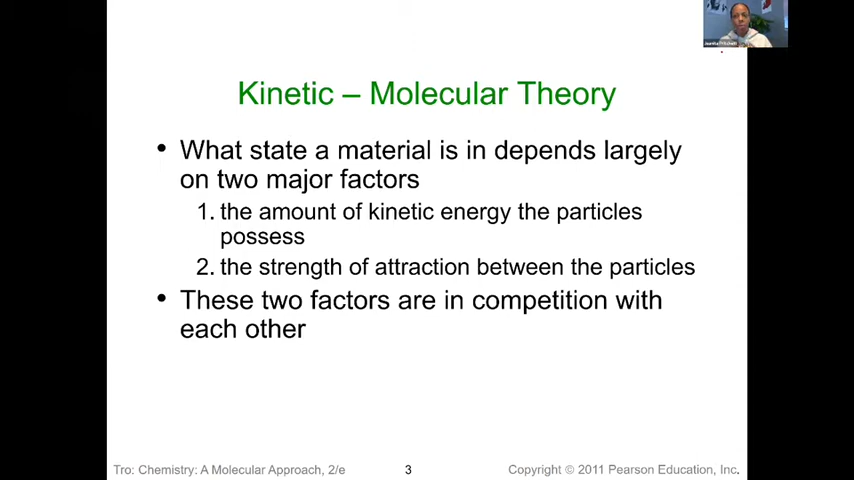 Kinetic – Molecular Theory
• What state a material is in depends largely
on two major factors
1. the amount of kinetic energy the particles
possess
2. the strength of attraction between the particles
• These two factors are in competition with
each other
Tro: Chemistry: A Molecular Approach, 2/e
3
Copyright © 2011 Pearson Education, Inc.